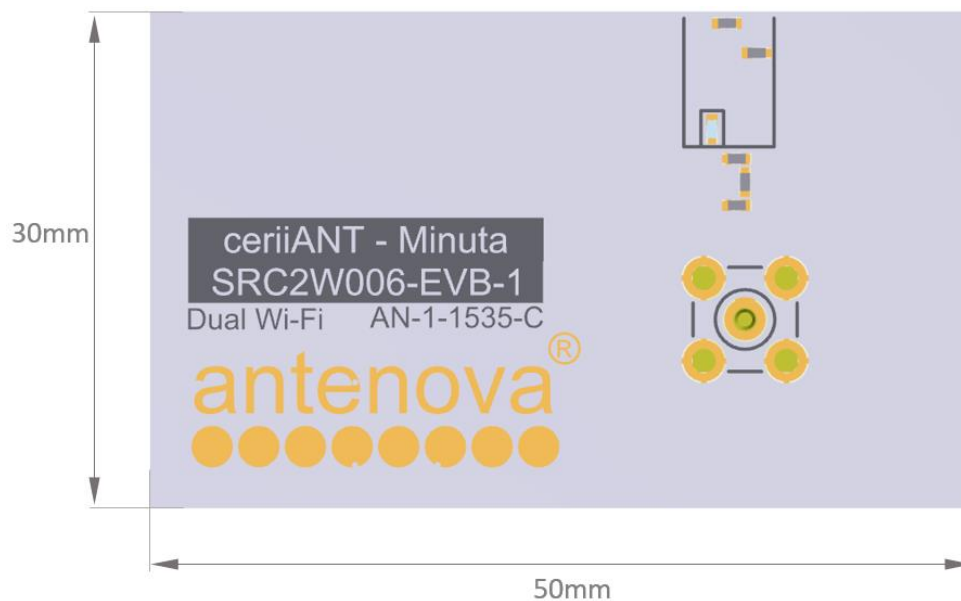 30mm
ceriiANT - Minuta
SRC2W006-EVB-1
Dual Wi-Fi AN-1-1535-C
antenova®
50mm